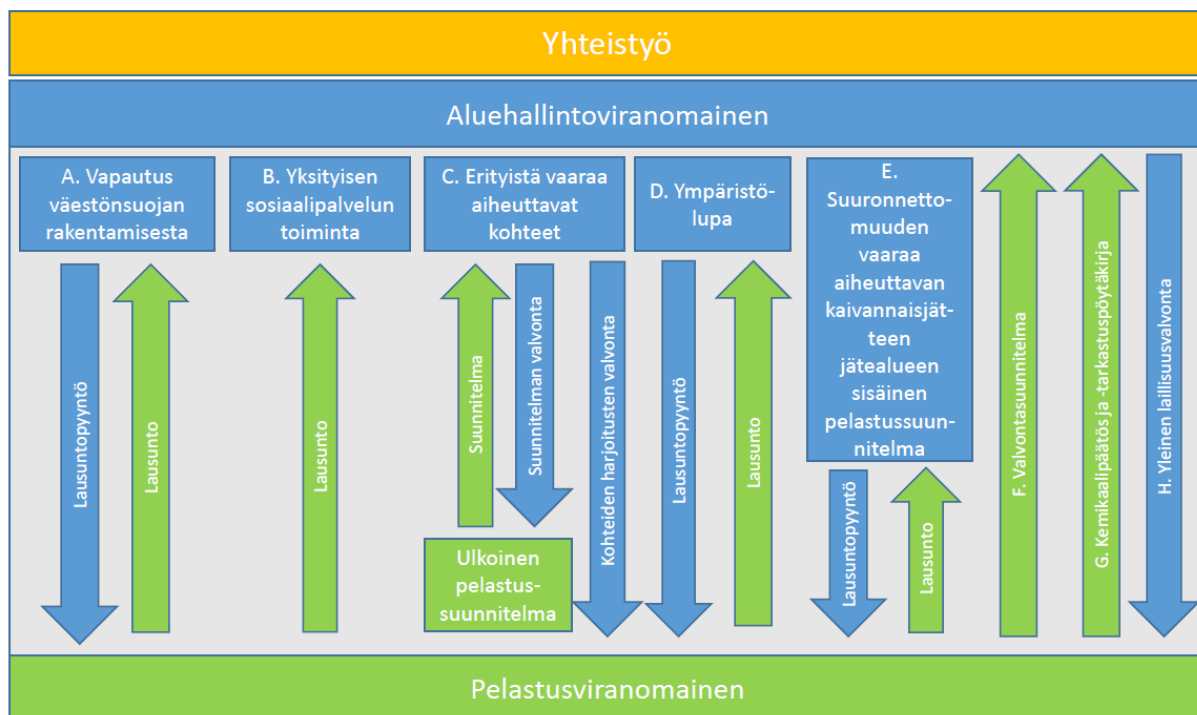 Yhteistyö
Aluehallintoviranomainen
A. Vapautus
väestönsuojan
rakentamisesta
B. Yksityisen
sosiaalipalvelun
toiminta
C. Erityistä vaaraa
aiheuttavat
kohteet
D. Ympäristö-
lupa
E.
Suuronnetto-
muuden
vaaraa
aiheuttavan
kaivannaisjät-
teen
jätealueen
sisäinen
pelastussuun-
nitelma
Lausuntopyyntö
Lausunto
Lausunto
Suunnitelma
Suunnitelman valvonta
Kohteiden harjoitusten valvonta
Lausuntopyyntö
Lausunto
Lausuntopyyntö
Lausunto
F. Valvontasuunnitelma
G. Kemikaalipäätös ja -tarkastuspöytäkirja
H. Yleinen laillisuusvalvonta
Ulkoinen
pelastus-
suunnitelma
Pelastusviranomainen